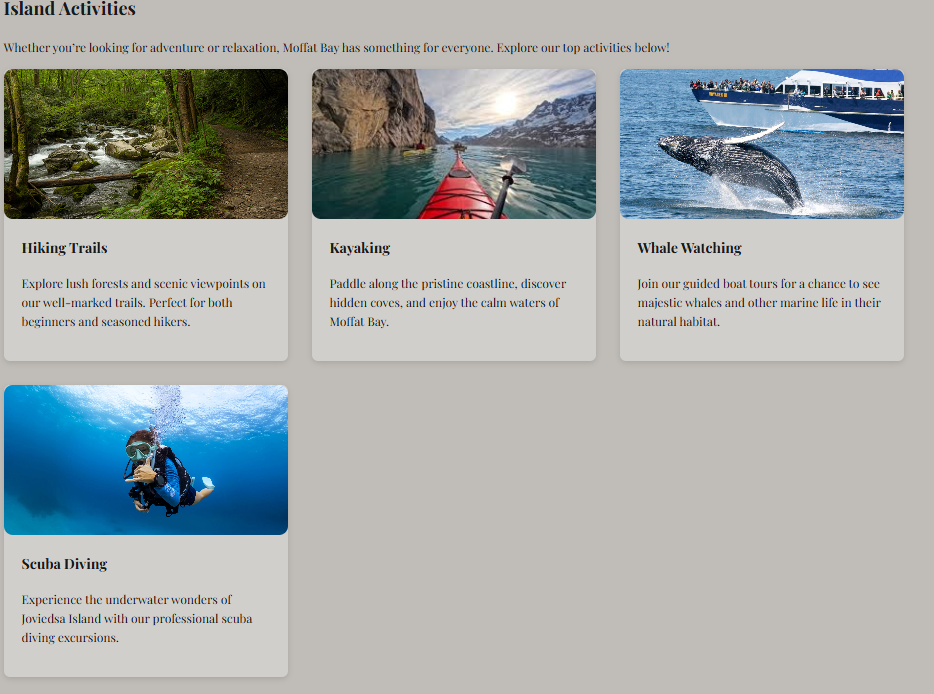 Island Activities
Whether you're looking for adventure or relaxation, Moffat Bay has something for everyone. Explore our top activities below!
Hiking Trails
Explore lush forests and scenic viewpoints on
our well-marked trails. Perfect for both
beginners and seasoned hikers.
Kayaking
Paddle along the pristine coastline, discover
hidden coves, and enjoy the calm waters of
Moffat Bay.
Whale Watching
Join our guided boat tours for a chance to see
majestic whales and other marine life in their
natural habitat.
Scuba Diving
Experience the underwater wonders of
Joviedsa Island with our professional scuba
diving excursions.